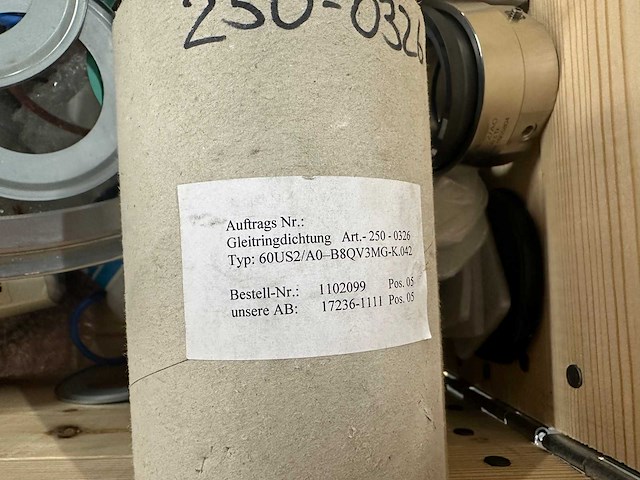 250-0326
Auftrags Nr.:
Gleitringdichtung Art.- 250 - 0326
Typ: 60US2/A0–B8QV3MG-K.042
Bestell-Nr.: 1102099 Pos. 05
unsere AB: 17236-1111 Pos. 05